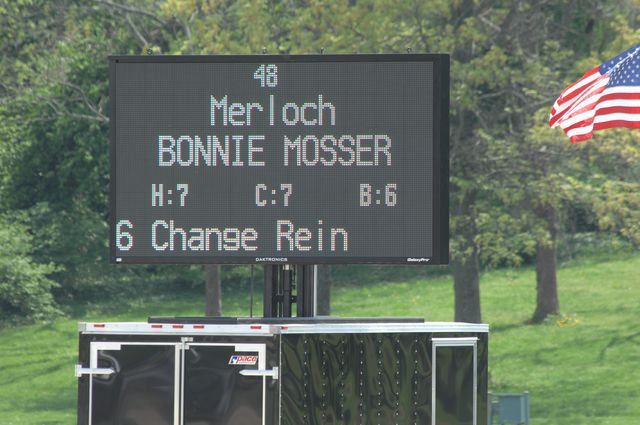 48
Merloch
BONNIE MOSSER
H:7 C:7 B:6
6 Change Rein
DAKTRONICS GalaxyPro
pace